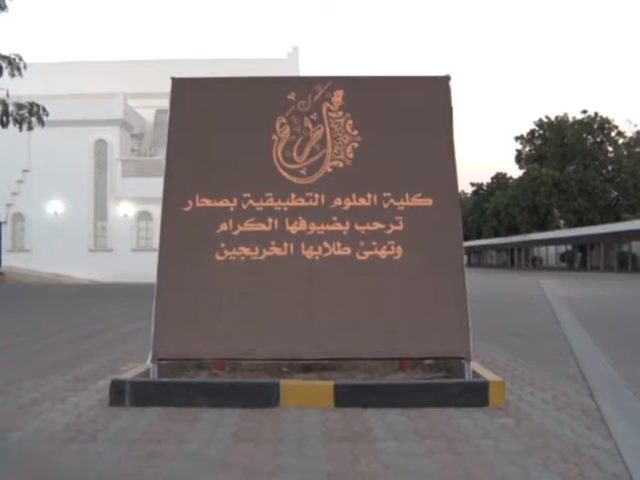 كلية العلوم التطبيقية بصحار
ترحب بضيوفها الكرام
وتهنئ طلابها الخريجين